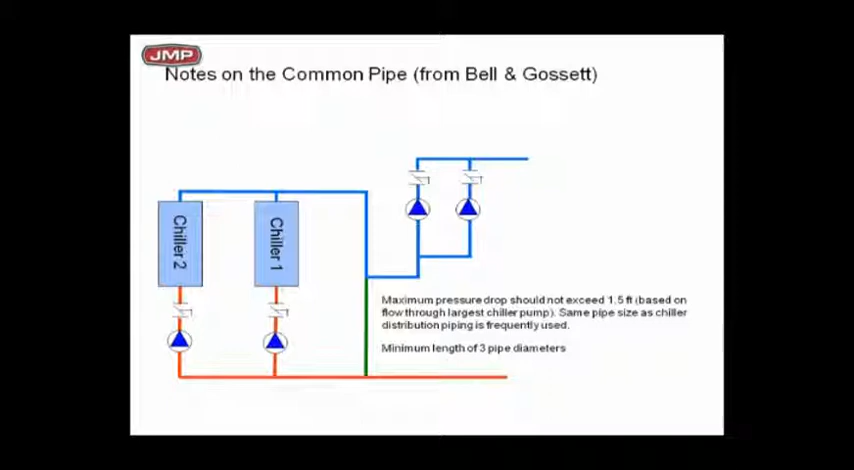 JMP
Notes on the Common Pipe (from Bell & Gossett)
Chiller 2
Chiller 1
Maximum pressure drop should not exceed 1.5 ft (based on
flow through largest chiller pump). Same pipe size as chiller
distribution piping is frequently used.
Minimum length of 3 pipe diameters